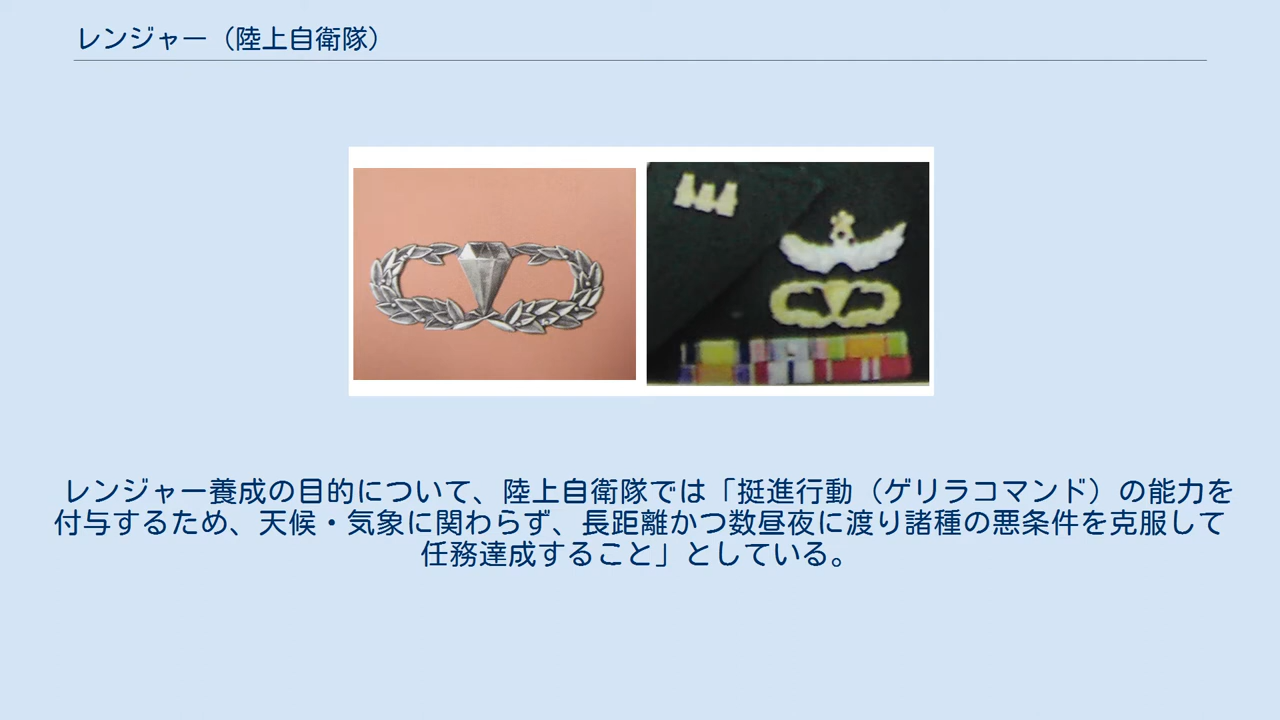 レンジャー（陸上自衛隊）
レンジャー養成の目的について、陸上自衛隊では「挺進行動（ゲリラコマンド）の能力を
付与するため、天候・気象に関わらず、長距離かつ数昼夜に渡り諸種の悪条件を克服して
任務達成すること」としている。